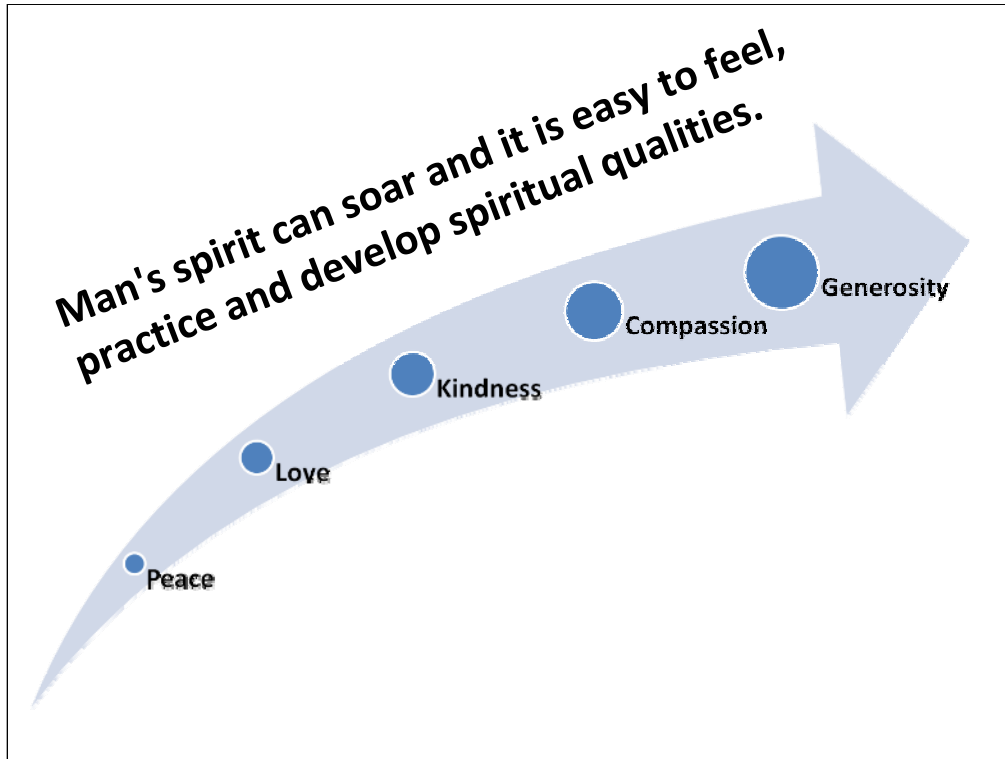 Man's spirit can soar and it is easy to feel,
practice and develop spiritual qualities.
Generosity
Compassion
Kindness
Love
Peace